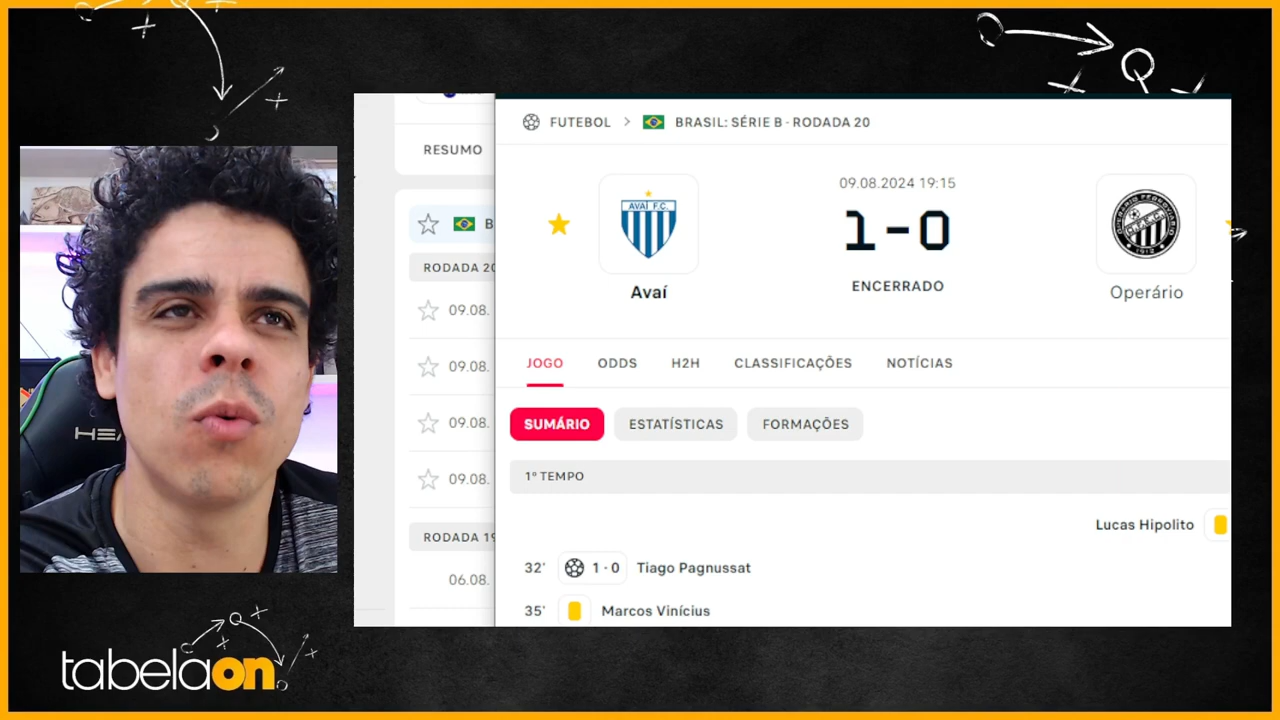 FUTEBOL > BRASIL: SÉRIE B - RODADA 20
RESUMO
09.08.2024 19:15
AVAÍ F.C.
1-0
B
ENCERRADO
Avaí
Operário
1912
RODADA 20
09.08.
09.08.
09.08.
09.08.
JOGO ODDS H2H CLASSIFICAÇÕES NOTÍCIAS
SUMÁRIO ESTATÍSTICAS FORMAÇÕES
1º TEMPO
Lucas Hipolito
RODADA 19
06.08.
32' 1 - 0 Tiago Pagnussat
35' Marcos Vinícius
tabelaon